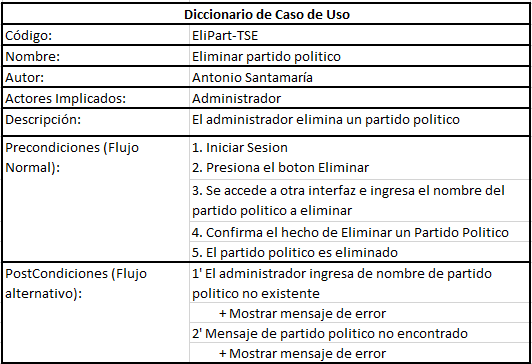 Diccionario de Caso de Uso
Código: EliPart-TSE
Nombre: Eliminar partido politico
Autor: Antonio Santamaría
Actores Implicados: Administrador
Descripción: El administrador elimina un partido politico
Precondiciones (Flujo
Normal):
1. Iniciar Sesion
2. Presiona el boton Eliminar
3. Se accede a otra interfaz e ingresa el nombre del
partido politico a eliminar
4. Confirma el hecho de Eliminar un Partido Politico
5. El partido politico es eliminado
PostCondiciones (Flujo
alternativo):
1' El administrador ingresa de nombre de partido
politico no existente
+ Mostrar mensaje de error
2' Mensaje de partido politico no encontrado
+ Mostrar mensaje de error